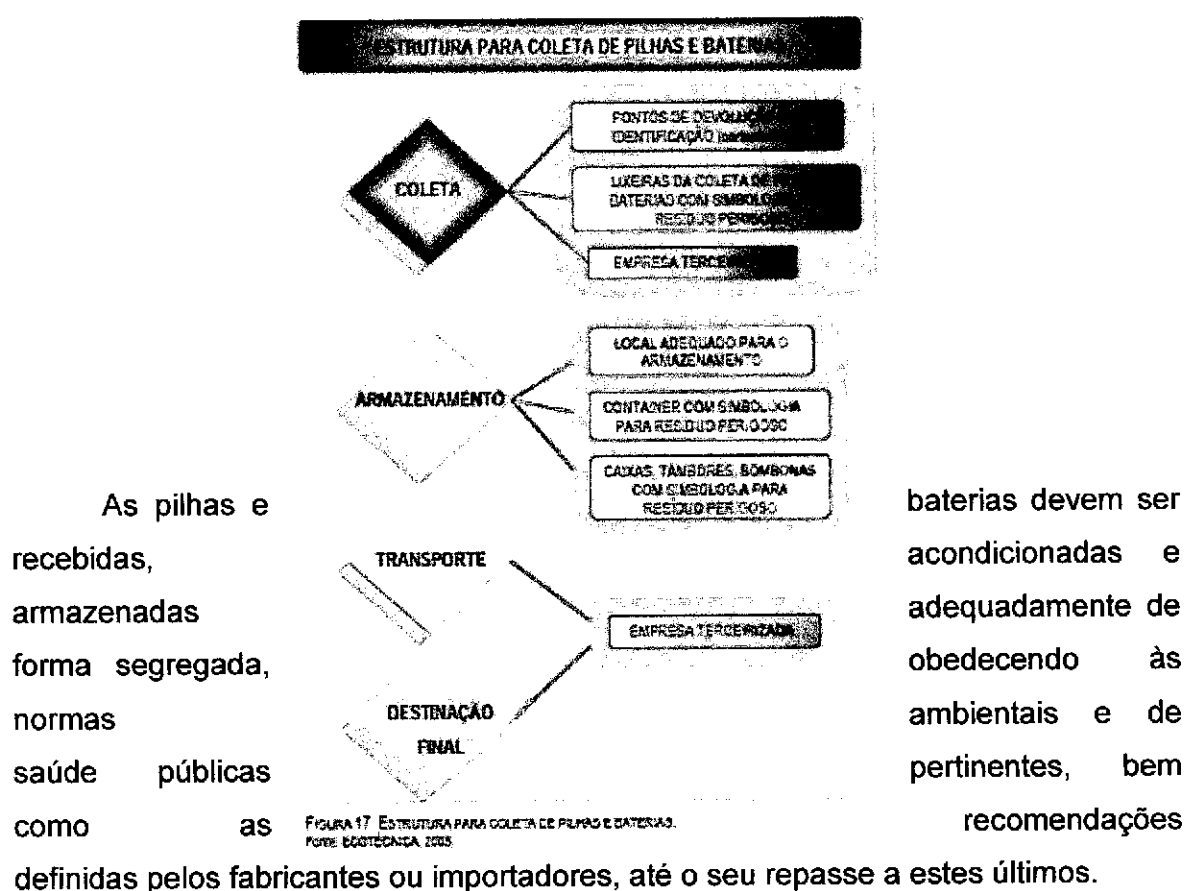 ESTRUTURA PARA COLETA DE PILHAS E BATERIAS
COLETA
PONTOS DE DEVOLUÇÃO
IDENTIFICAÇÃO
LIXEIRAS DA COLETA DE
BATERIAS COM SIMBOLOGIA
RESÍDUO PERIGOSO
EMPRESA TERCEIRIZADA
ARMAZENAMENTO
LOCAL ADEQUADO PARA O
ARMAZENAMENTO
CONTAINER COM SIMBOLOGIA
PARA RESÍDUO PERIGOSO
CAIXAS, TAMBORES, BOMBONAS
COM SIMBOLOGIA PARA
RESÍDUO PERIGOSO
TRANSPORTE
EMPRESA TERCEIRIZADA
DESTINAÇÃO
FINAL
FIGURA 17 ESTRUTURA PARA COLETA DE PILHAS E BATERIAS.
FONTE: ECOTÉCNICA, 2008
As pilhas e baterias devem ser
recebidas, acondicionadas e
armazenadas adequadamente de
forma segregada, obedecendo às
normas ambientais e de
saúde públicas pertinentes, bem
como as recomendações
definidas pelos fabricantes ou importadores, até o seu repasse a estes últimos.